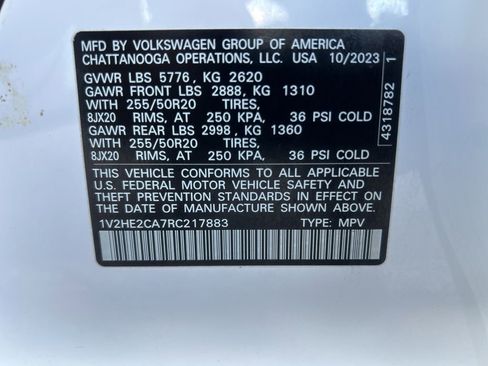 MFD BY VOLKSWAGEN GROUP OF AMERICA
CHATTANOOGA OPERATIONS, LLC. USA 10/2023
GVWR LBS 5776, KG 2620
GAWR FRONT LBS 2888, KG 1310
WITH 255/50R20 TIRES,
8JX20 RIMS, AT 250 KPA, 36 PSI COLD
GAWR REAR LBS 2998, KG 1360
WITH 255/50R20 TIRES,
8JX20 RIMS, AT 250 KPA, 36 PSI COLD
THIS VEHICLE CONFORMS TO ALL APPLICABLE
U.S. FEDERAL MOTOR VEHICLE SAFETY AND
THEFT PREVENTION STANDARDS IN EFFECT ON
THE DATE OF MANUFACTURE SHOWN ABOVE.
1V2HE2CA7RC217883 TYPE: MPV
4318782 1